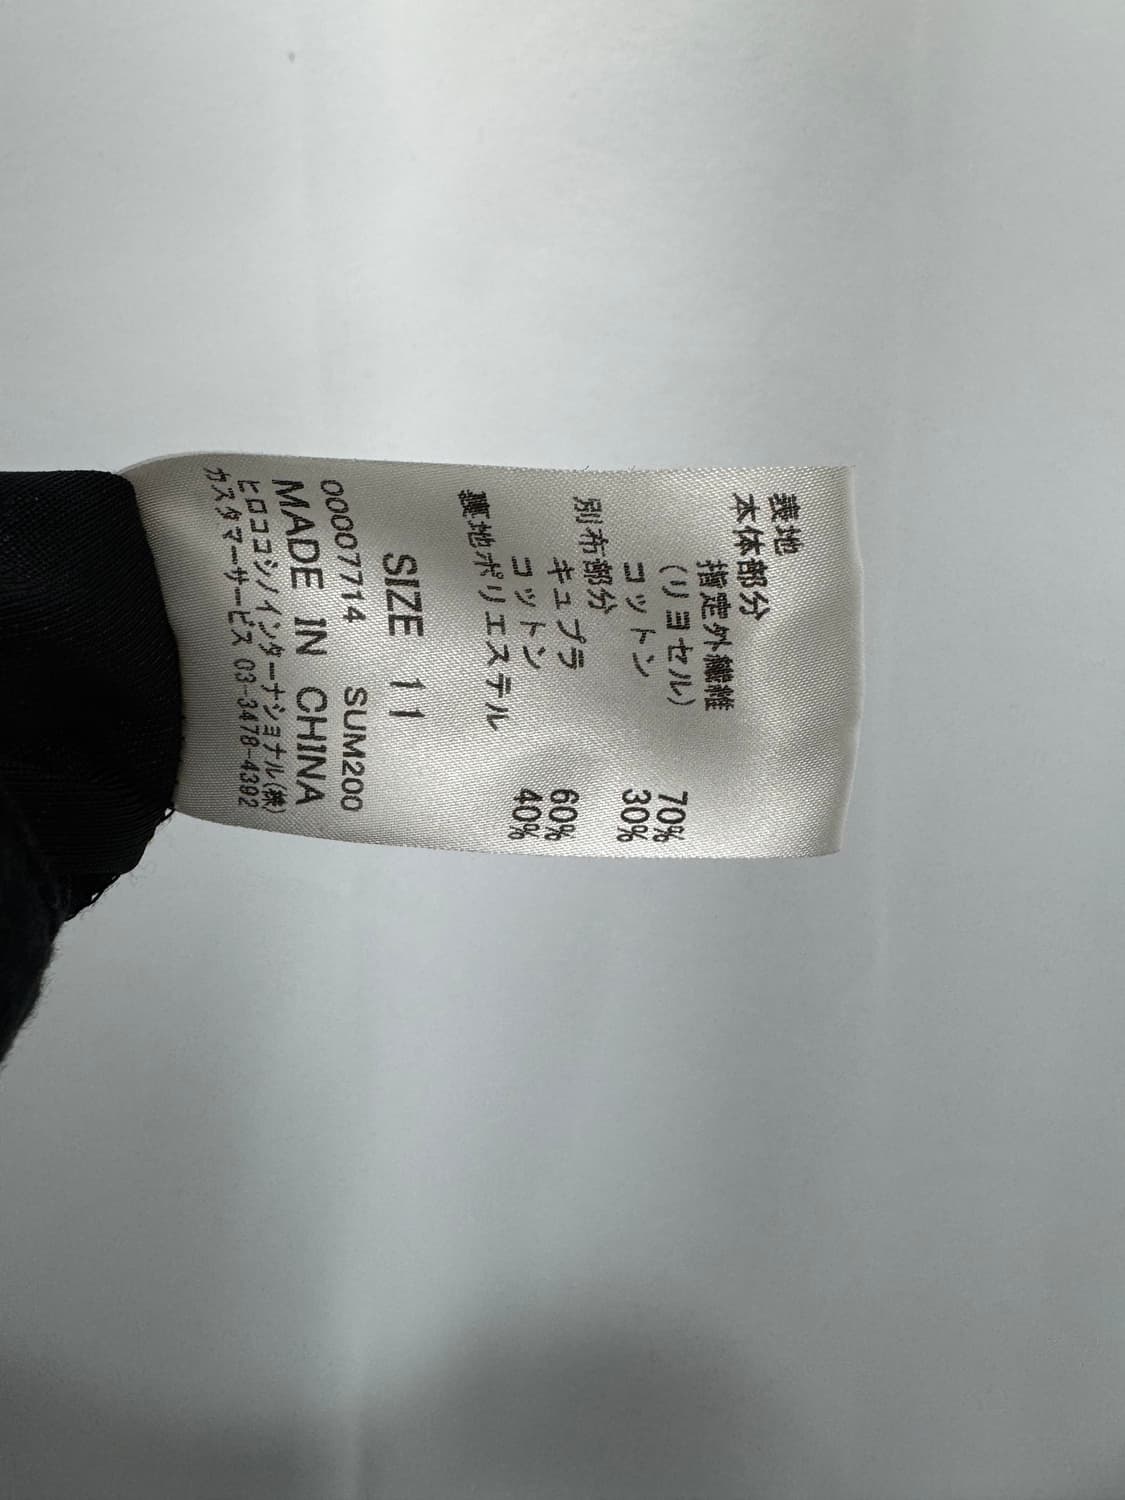 表地
本体部分
指定外繊維
(リヨセル) 70%
コットン 30%
別布部分
キュプラ 60%
コットン 40%
裏地ポリエステル
SIZE 11
00007714 SUM200
MADE IN CHINA
ヒロココシノインターナショナル(株)
カスタマーサービス 03-3478-4392